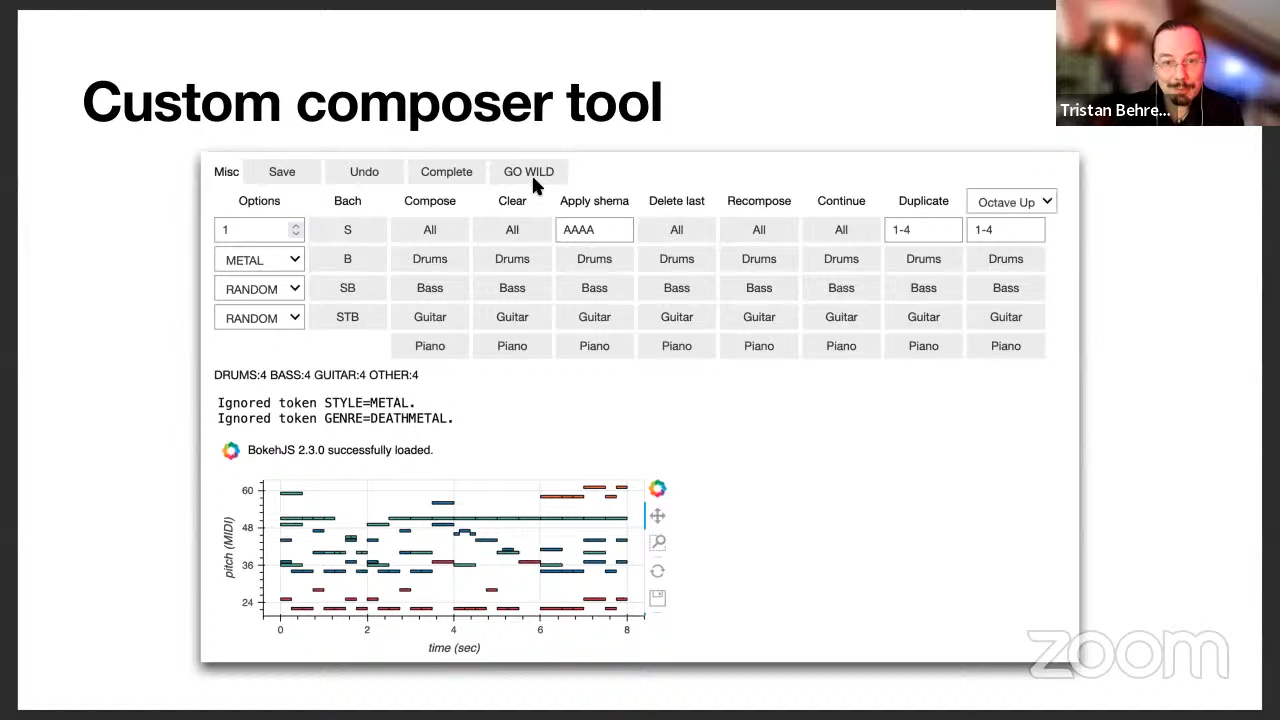 Custom composer tool
Tristan Behre...
Misc Save Undo Complete GO WILD
Options Bach Compose Clear Apply shema Delete last Recompose Continue Duplicate Octave Up
1 S All All AAAA All All All 1-4 1-4
METAL B Drums Drums Drums Drums Drums Drums Drums Drums
RANDOM SB Bass Bass Bass Bass Bass Bass Bass Bass
RANDOM STB Guitar Guitar Guitar Guitar Guitar Guitar Guitar Guitar
Piano Piano Piano Piano Piano Piano Piano Piano
DRUMS:4 BASS:4 GUITAR:4 OTHER:4
Ignored token STYLE=METAL.
Ignored token GENRE=DEATHMETAL.
BokehJS 2.3.0 successfully loaded.
60
48
36
24
pitch (MIDI)
0 2 4 6 8
time (sec)
zoom